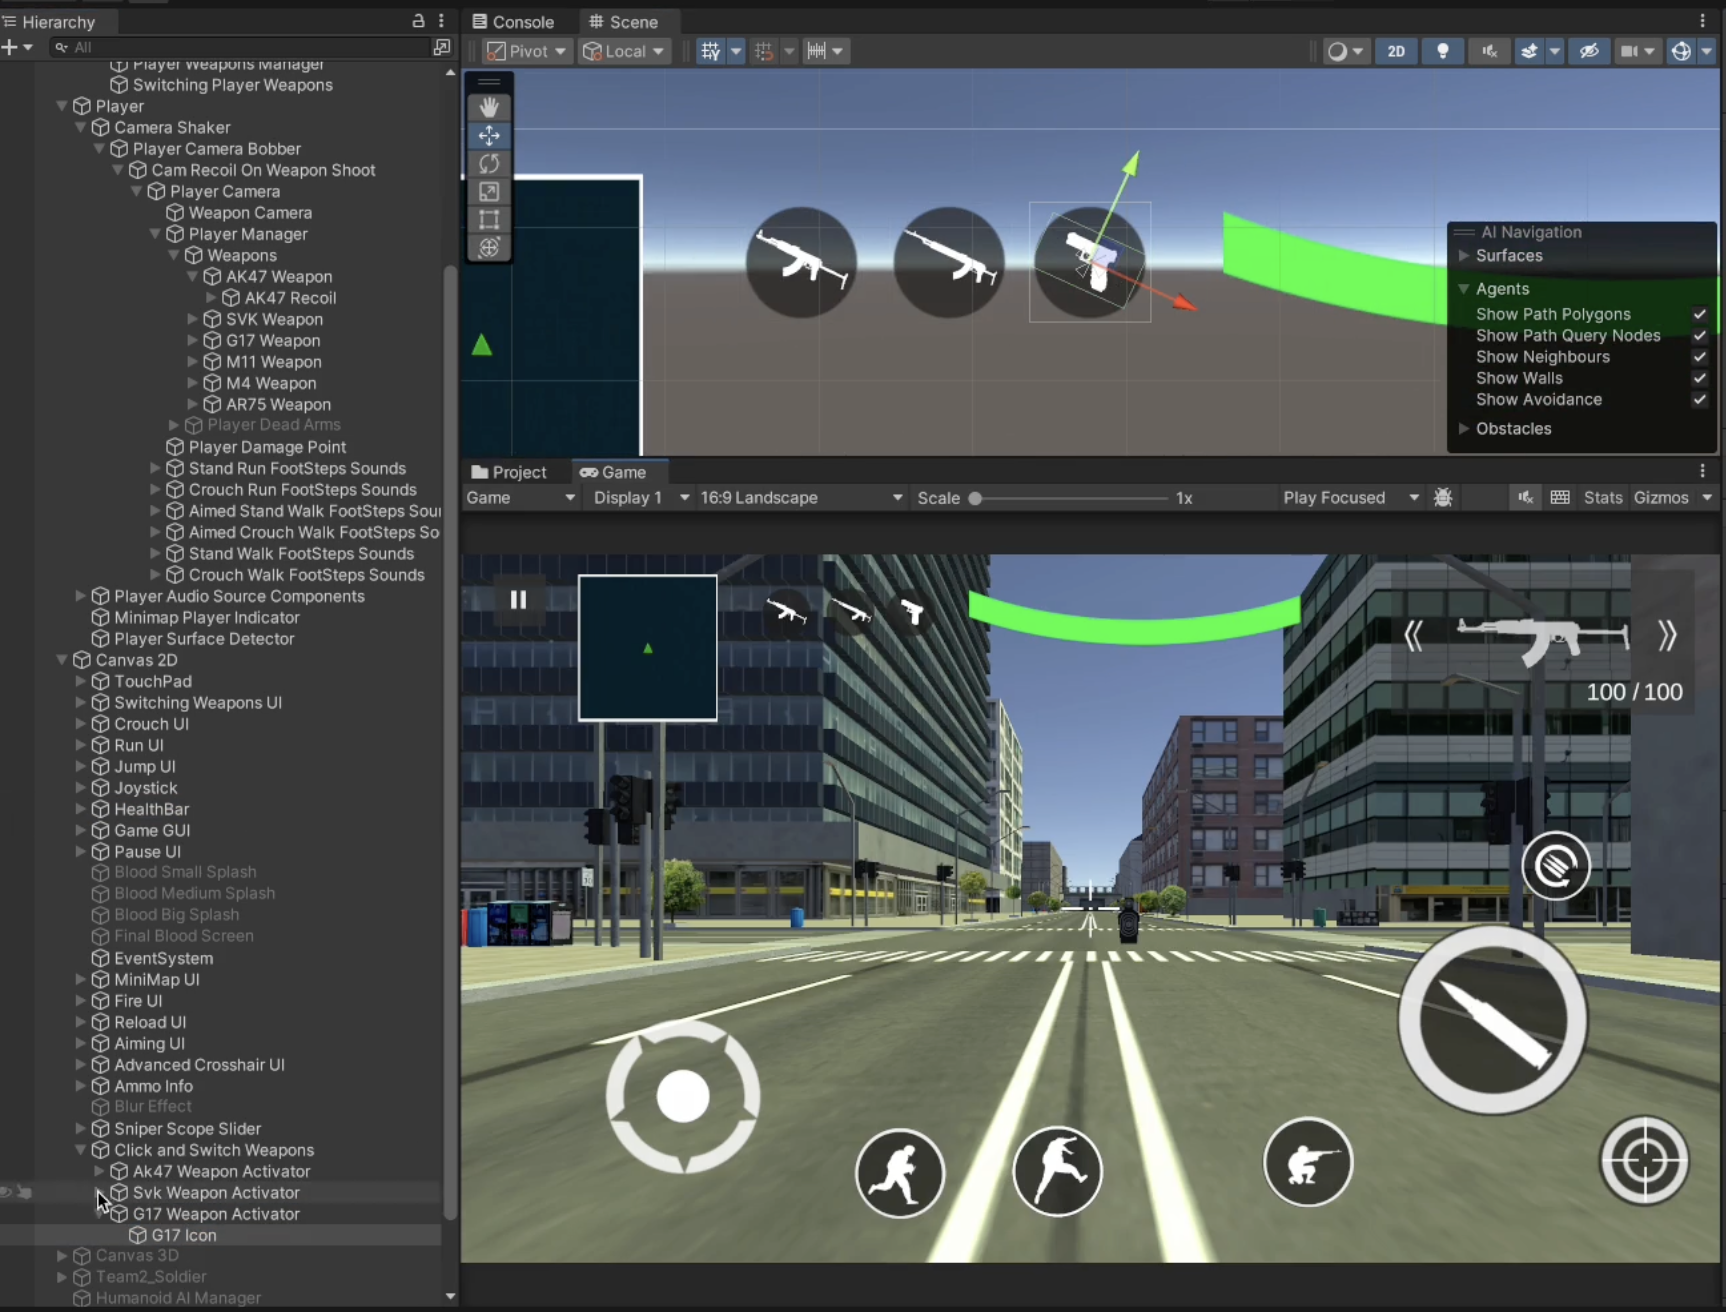 Hierarchy
All
Player Weapons Manager
Switching Player Weapons
Player
Camera Shaker
Player Camera Bobber
Cam Recoil On Weapon Shoot
Player Camera
Weapon Camera
Player Manager
Weapons
AK47 Weapon
AK47 Recoil
SVK Weapon
G17 Weapon
M11 Weapon
M4 Weapon
AR75 Weapon
Player Dead Arms
Player Damage Point
Stand Run FootSteps Sounds
Crouch Run FootSteps Sounds
Aimed Stand Walk FootSteps Sou
Aimed Crouch Walk FootSteps So
Stand Walk FootSteps Sounds
Crouch Walk FootSteps Sounds
Player Audio Source Components
Minimap Player Indicator
Player Surface Detector
Canvas 2D
TouchPad
Switching Weapons UI
Crouch UI
Run UI
Jump UI
Joystick
HealthBar
Game GUI
Pause UI
Blood Small Splash
Blood Medium Splash
Blood Big Splash
Final Blood Screen
EventSystem
MiniMap UI
Fire UI
Reload UI
Aiming UI
Advanced Crosshair UI
Ammo Info
Blur Effect
Sniper Scope Slider
Click and Switch Weapons
Ak47 Weapon Activator
Svk Weapon Activator
G17 Weapon Activator
G17 Icon
Canvas 3D
Team2_Soldier
Humanoid AI Manager
Console Scene
Pivot Local 2D
AI Navigation
Surfaces
Agents
Show Path Polygons
Show Path Query Nodes
Show Neighbours
Show Walls
Show Avoidance
Obstacles
Project Game
Game Display 1 16:9 Landscape Scale 1x Play Focused Stats Gizmos
100 / 100